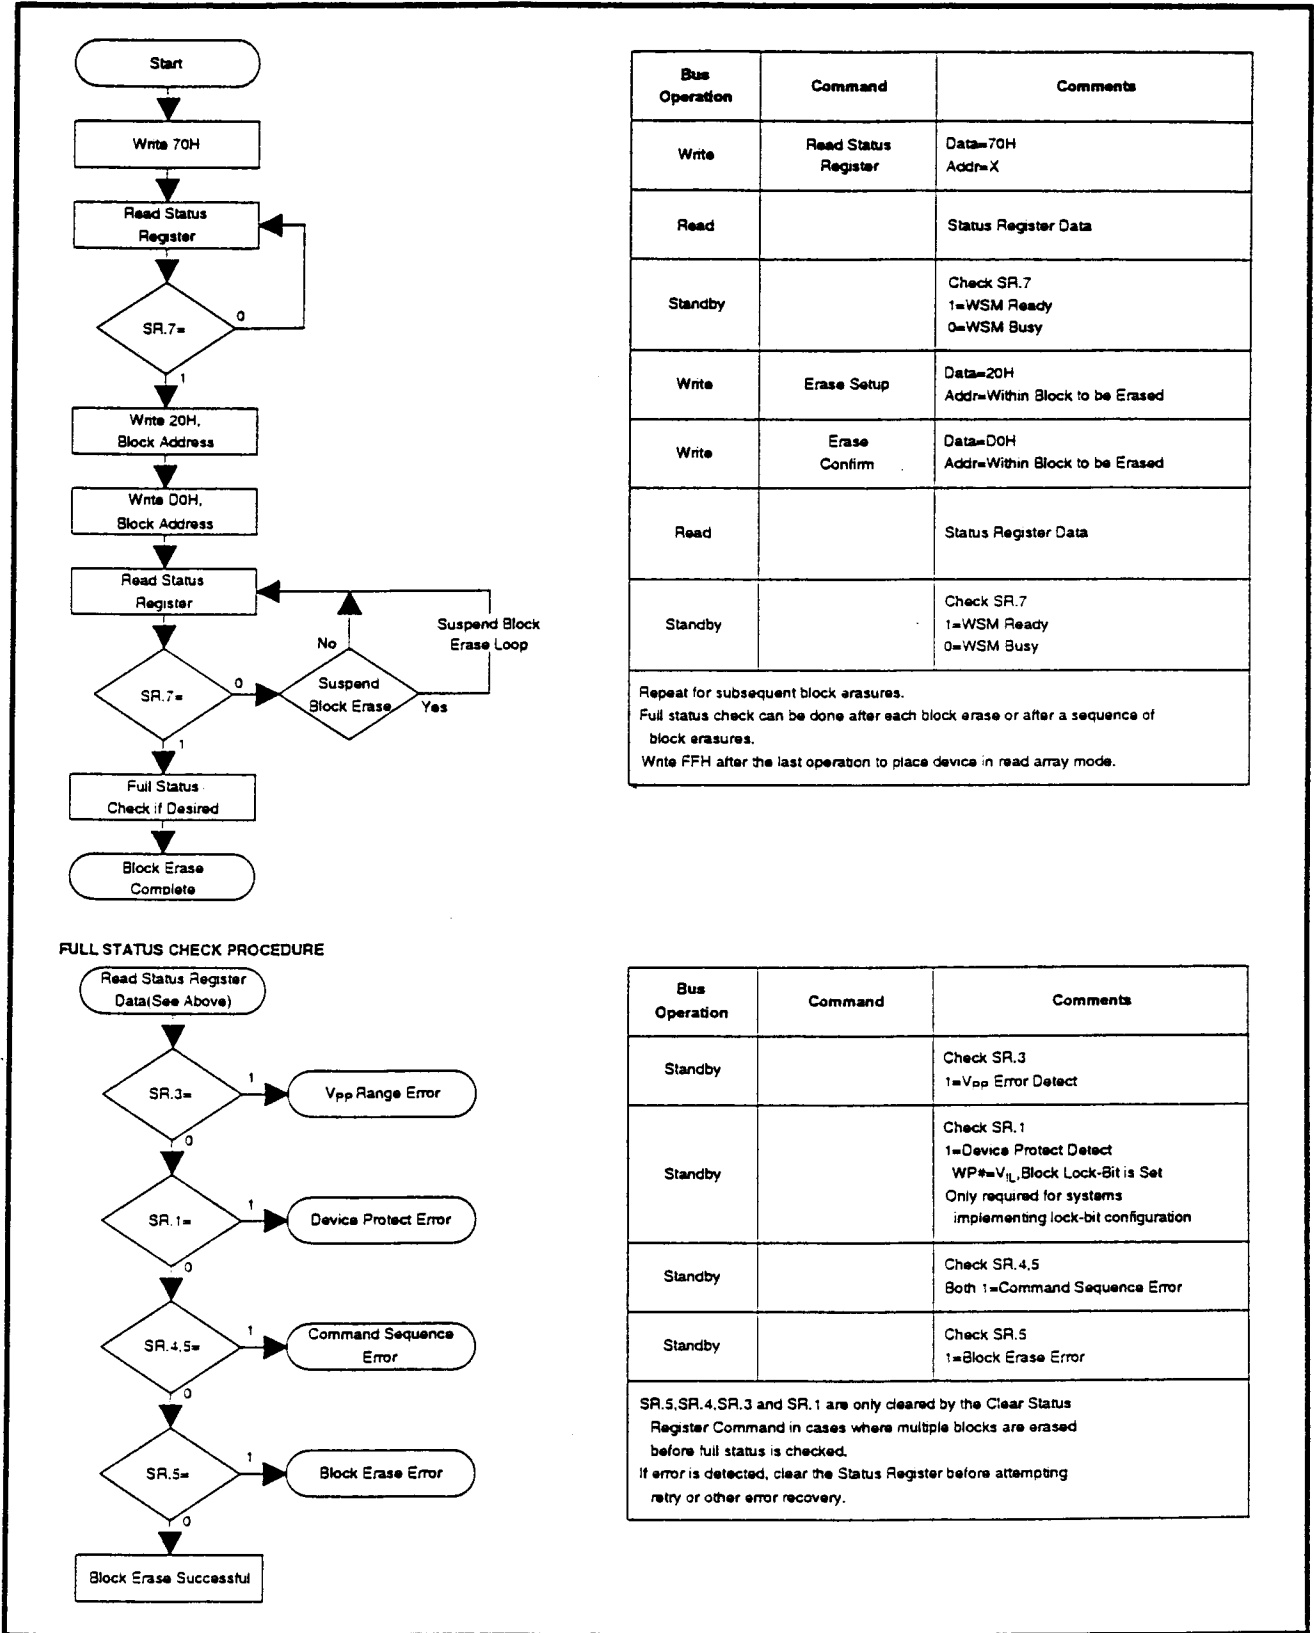 Start
Write 70H
Read Status
Register
SR.7=
0
1
Write 20H,
Block Address
Write D0H,
Block Address
Read Status
Register
SR.7=
0
1
Suspend
Block Erase
No
Yes
Suspend Block
Erase Loop
Full Status
Check if Desired
Block Erase
Complete
Bus
Operation
Command
Comments
Write
Read Status
Register
Data=70H
Addr=X
Read
Status Register Data
Standby
Check SR.7
1=WSM Ready
0=WSM Busy
Write
Erase Setup
Data=20H
Addr=Within Block to be Erased
Write
Erase
Confirm
Data=D0H
Addr=Within Block to be Erased
Read
Status Register Data
Standby
Check SR.7
1=WSM Ready
0=WSM Busy
Repeat for subsequent block erasures.
Full status check can be done after each block erase or after a sequence of
block erasures.
Write FFH after the last operation to place device in read array mode.
FULL STATUS CHECK PROCEDURE
Read Status Register
Data(See Above)
SR.3=
1
VPP Range Error
0
SR.1=
1
Device Protect Error
0
SR.4,5=
1
Command Sequence
Error
0
SR.5=
1
Block Erase Error
0
Block Erase Successful
Bus
Operation
Command
Comments
Standby
Check SR.3
1=VPP Error Detect
Standby
Check SR.1
1=Device Protect Detect
WP#=VIL,Block Lock-Bit is Set
Only required for systems
implementing lock-bit configuration
Standby
Check SR.4,5
Both 1=Command Sequence Error
Standby
Check SR.5
1=Block Erase Error
SR.5,SR.4,SR.3 and SR.1 are only cleared by the Clear Status
Register Command in cases where multiple blocks are erased
before full status is checked.
If error is detected, clear the Status Register before attempting
retry or other error recovery.